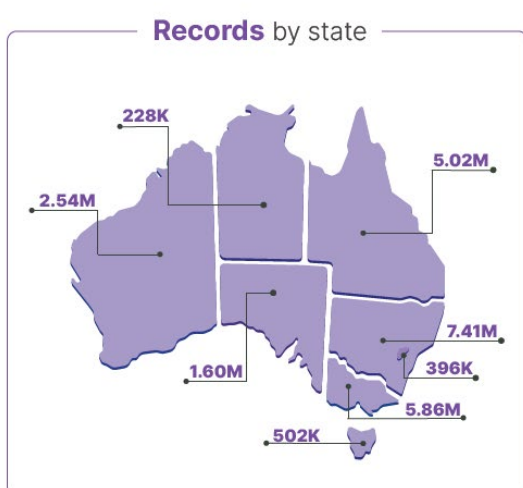 Records by state
228K
5.02M
2.54M
7.41M
396K
1.60M
5.86M
502K